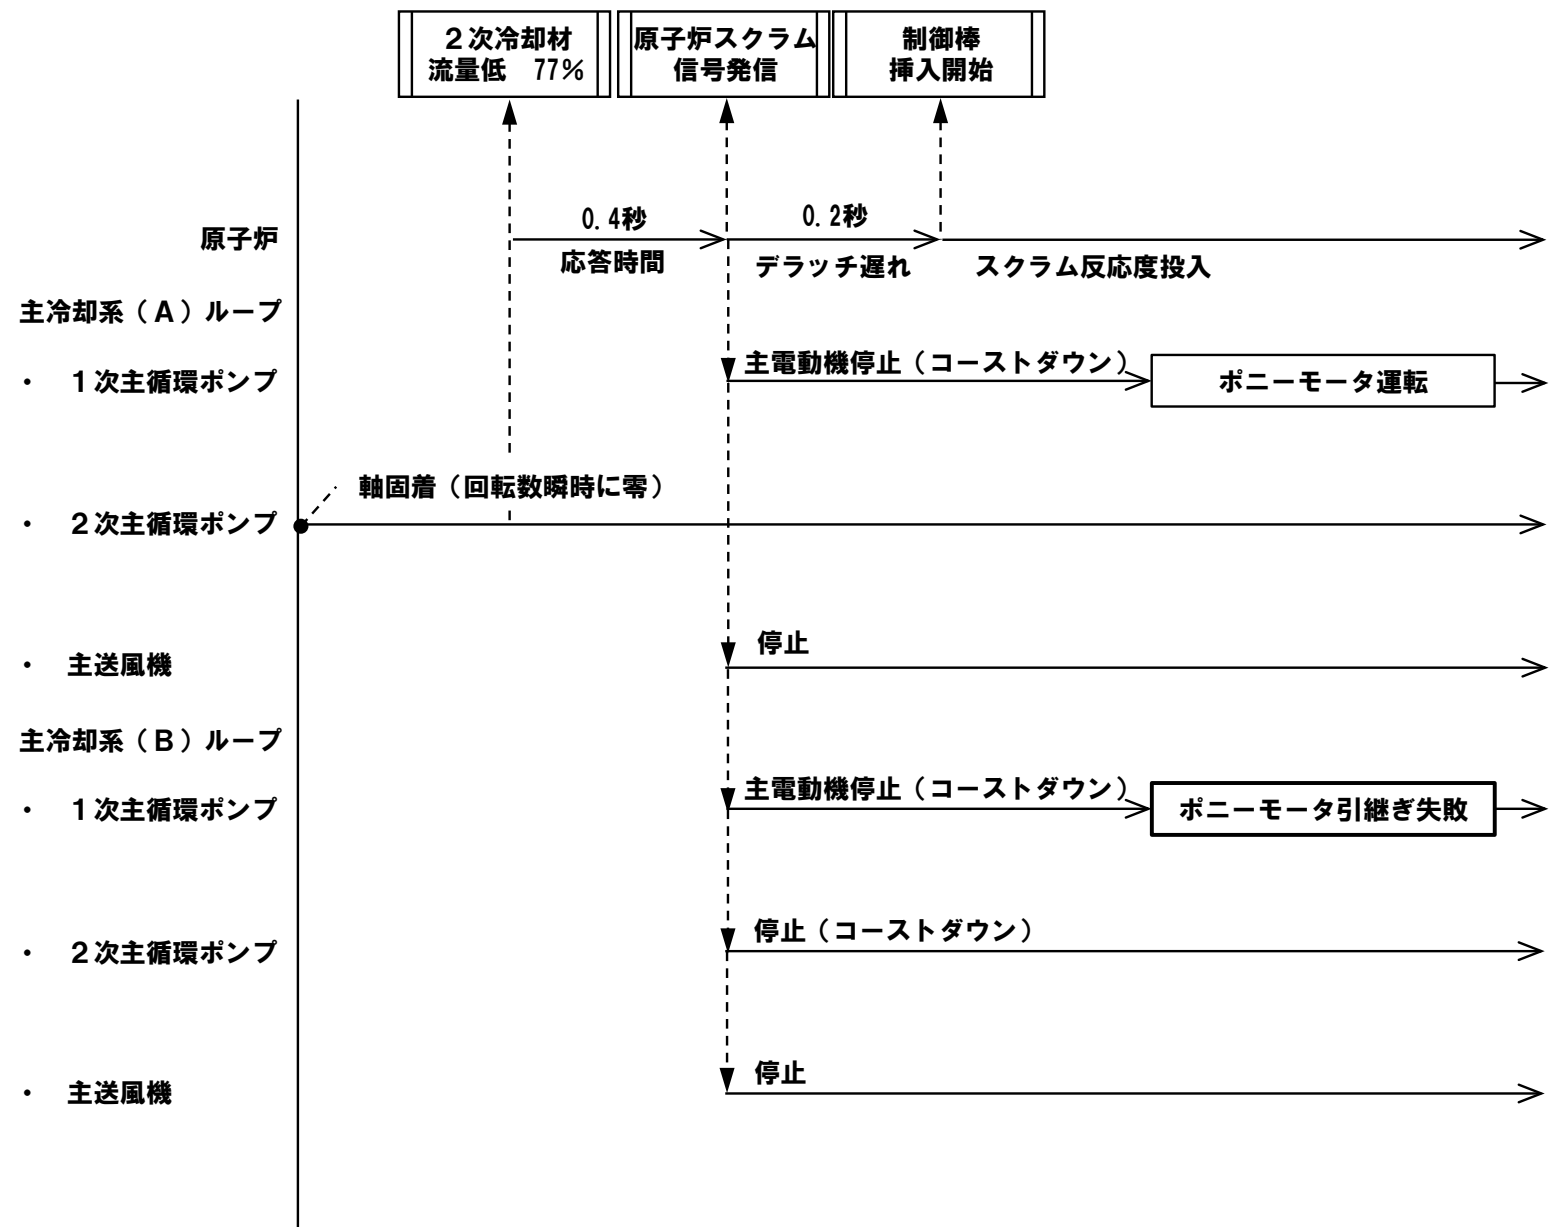 ２次冷却材
流量低　77％
原子炉スクラム
信号発信
制御棒
挿入開始
0.4秒
0.2秒
原子炉
応答時間
デラッチ遅れ
スクラム反応度投入
主冷却系（Ａ）ループ
主電動機停止（コーストダウン）
・　１次主循環ポンプ
ポニーモータ運転
軸固着（回転数瞬時に零）
・　２次主循環ポンプ
停止
・　主送風機
主冷却系（Ｂ）ループ
主電動機停止（コーストダウン）
・　１次主循環ポンプ
ポニーモータ引継ぎ失敗
停止（コーストダウン）
・　２次主循環ポンプ
停止
・　主送風機